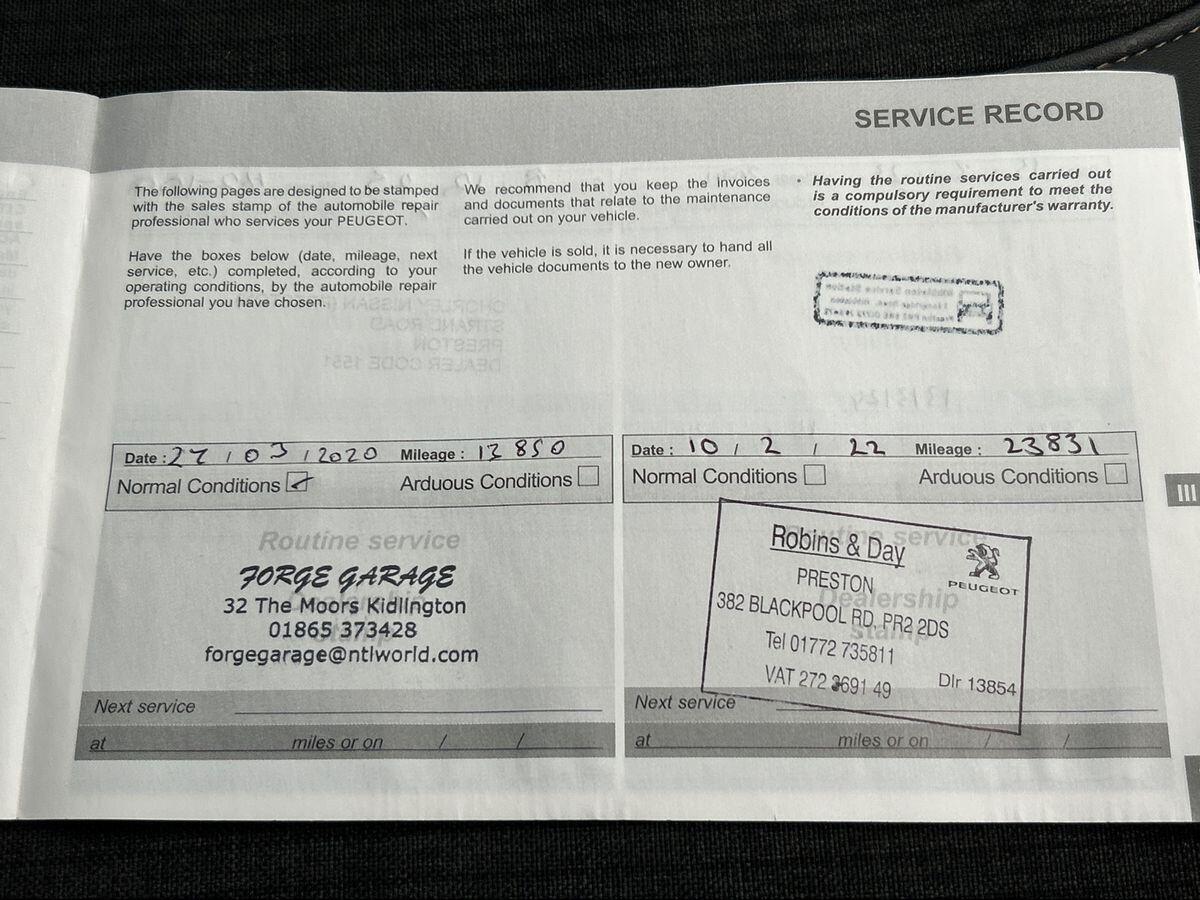 SERVICE RECORD
The following pages are designed to be stamped
with the sales stamp of the automobile repair
professional who services your PEUGEOT.
Have the boxes below (date, mileage, next
service, etc.) completed, according to your
operating conditions, by the automobile repair
professional you have chosen.
We recommend that you keep the invoices
and documents that relate to the maintenance
carried out on your vehicle.
If the vehicle is sold, it is necessary to hand all
the vehicle documents to the new owner.
• Having the routine services carried out
is a compulsory requirement to meet the
conditions of the manufacturer's warranty.
Date : 27 / 03 / 2020 Mileage : 13 850
Normal Conditions
Arduous Conditions
Routine service
FORGE GARAGE
32 The Moors Kidlington
01865 373428
forgegarage@ntlworld.com
Next service
at miles or on / /
Date : 10 / 2 / 22 Mileage : 23831
Normal Conditions
Arduous Conditions
Routine service
Dealership
stamp
Robins & Day
PEUGEOT
PRESTON
382 BLACKPOOL RD, PR2 2DS
Tel 01772 735811
VAT 272 3691 49
Dlr 13854
Next service
at miles or on / /
III